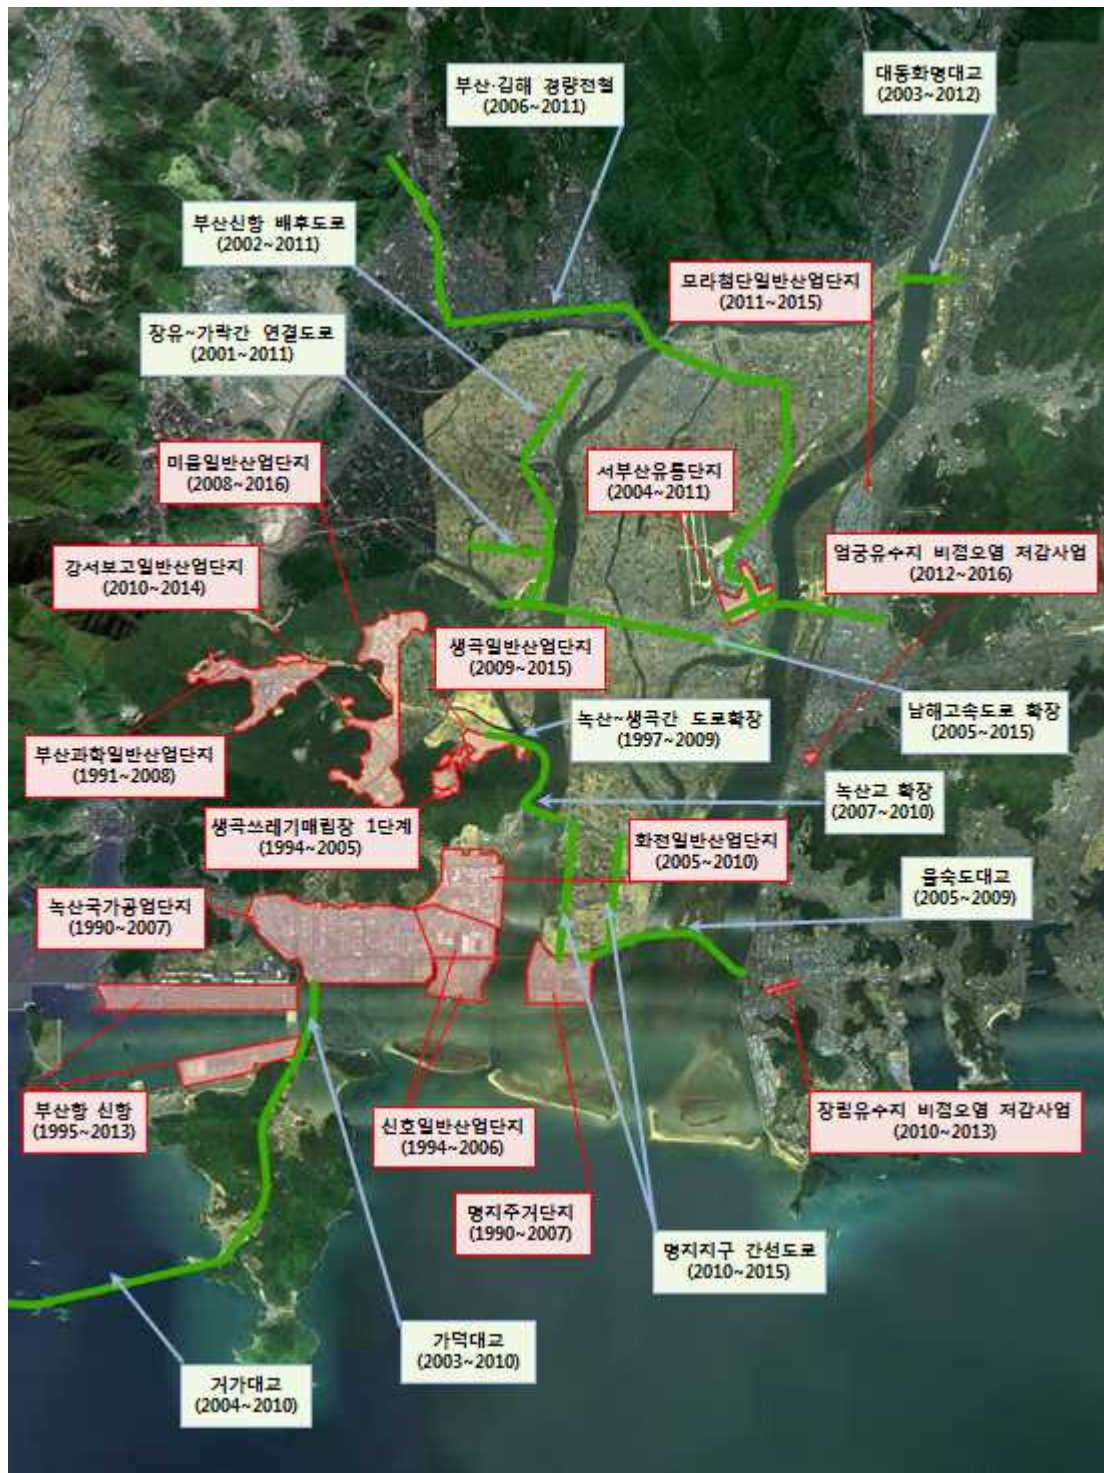 부산·김해 경량전철
(2006~2011)
대동화명대교
(2003~2012)
부산신항 배후도로
(2002~2011)
모라첨단일반산업단지
(2011~2015)
장유~가락간 연결도로
(2001~2011)
미음일반산업단지
(2008~2016)
서부산유통단지
(2004~2011)
강서보고일반산업단지
(2010~2014)
엄궁유수지 비점오염 저감사업
(2012~2016)
생곡일반산업단지
(2009~2015)
녹산~생곡간 도로확장
(1997~2009)
남해고속도로 확장
(2005~2015)
부산과학일반산업단지
(1991~2008)
녹산교 확장
(2007~2010)
생곡쓰레기매립장 1단계
(1994~2005)
화전일반산업단지
(2005~2010)
을숙도대교
(2005~2009)
녹산국가공업단지
(1990~2007)
부산항 신항
(1995~2013)
신호일반산업단지
(1994~2006)
장림유수지 비점오염 저감사업
(2010~2013)
명지주거단지
(1990~2007)
명지지구 간선도로
(2010~2015)
가덕대교
(2003~2010)
거가대교
(2004~2010)